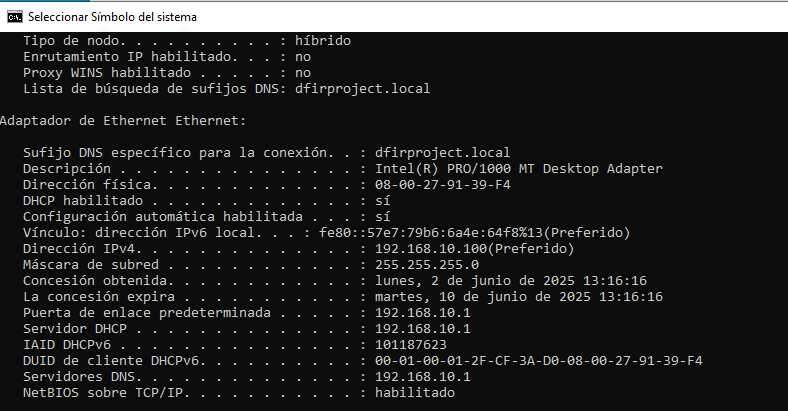 Seleccionar Símbolo del sistema
Tipo de nodo. . . . . . . . . . : híbrido
Enrutamiento IP habilitado. . . : no
Proxy WINS habilitado . . . . . : no
Lista de búsqueda de sufijos DNS: dfirproject.local
Adaptador de Ethernet Ethernet:
Sufijo DNS específico para la conexión. . : dfirproject.local
Descripción . . . . . . . . . . . . . . . : Intel(R) PRO/1000 MT Desktop Adapter
Dirección física. . . . . . . . . . . . . : 08-00-27-91-39-F4
DHCP habilitado . . . . . . . . . . . . . : sí
Configuración automática habilitada . . . : sí
Vínculo: dirección IPv6 local. . . : fe80::57e7:79b6:6a4e:64f8%13(Preferido)
Dirección IPv4. . . . . . . . . . . . . . : 192.168.10.100(Preferido)
Máscara de subred . . . . . . . . . . . . : 255.255.255.0
Concesión obtenida. . . . . . . . . . . . : lunes, 2 de junio de 2025 13:16:16
La concesión expira . . . . . . . . . . . : martes, 10 de junio de 2025 13:16:16
Puerta de enlace predeterminada . . . . . : 192.168.10.1
Servidor DHCP . . . . . . . . . . . . . . : 192.168.10.1
IAID DHCPv6 . . . . . . . . . . . . . . . : 101187623
DUID de cliente DHCPv6. . . . . . . . . . : 00-01-00-01-2F-CF-3A-D0-08-00-27-91-39-F4
Servidores DNS. . . . . . . . . . . . . . : 192.168.10.1
NetBIOS sobre TCP/IP. . . . . . . . . . . : habilitado